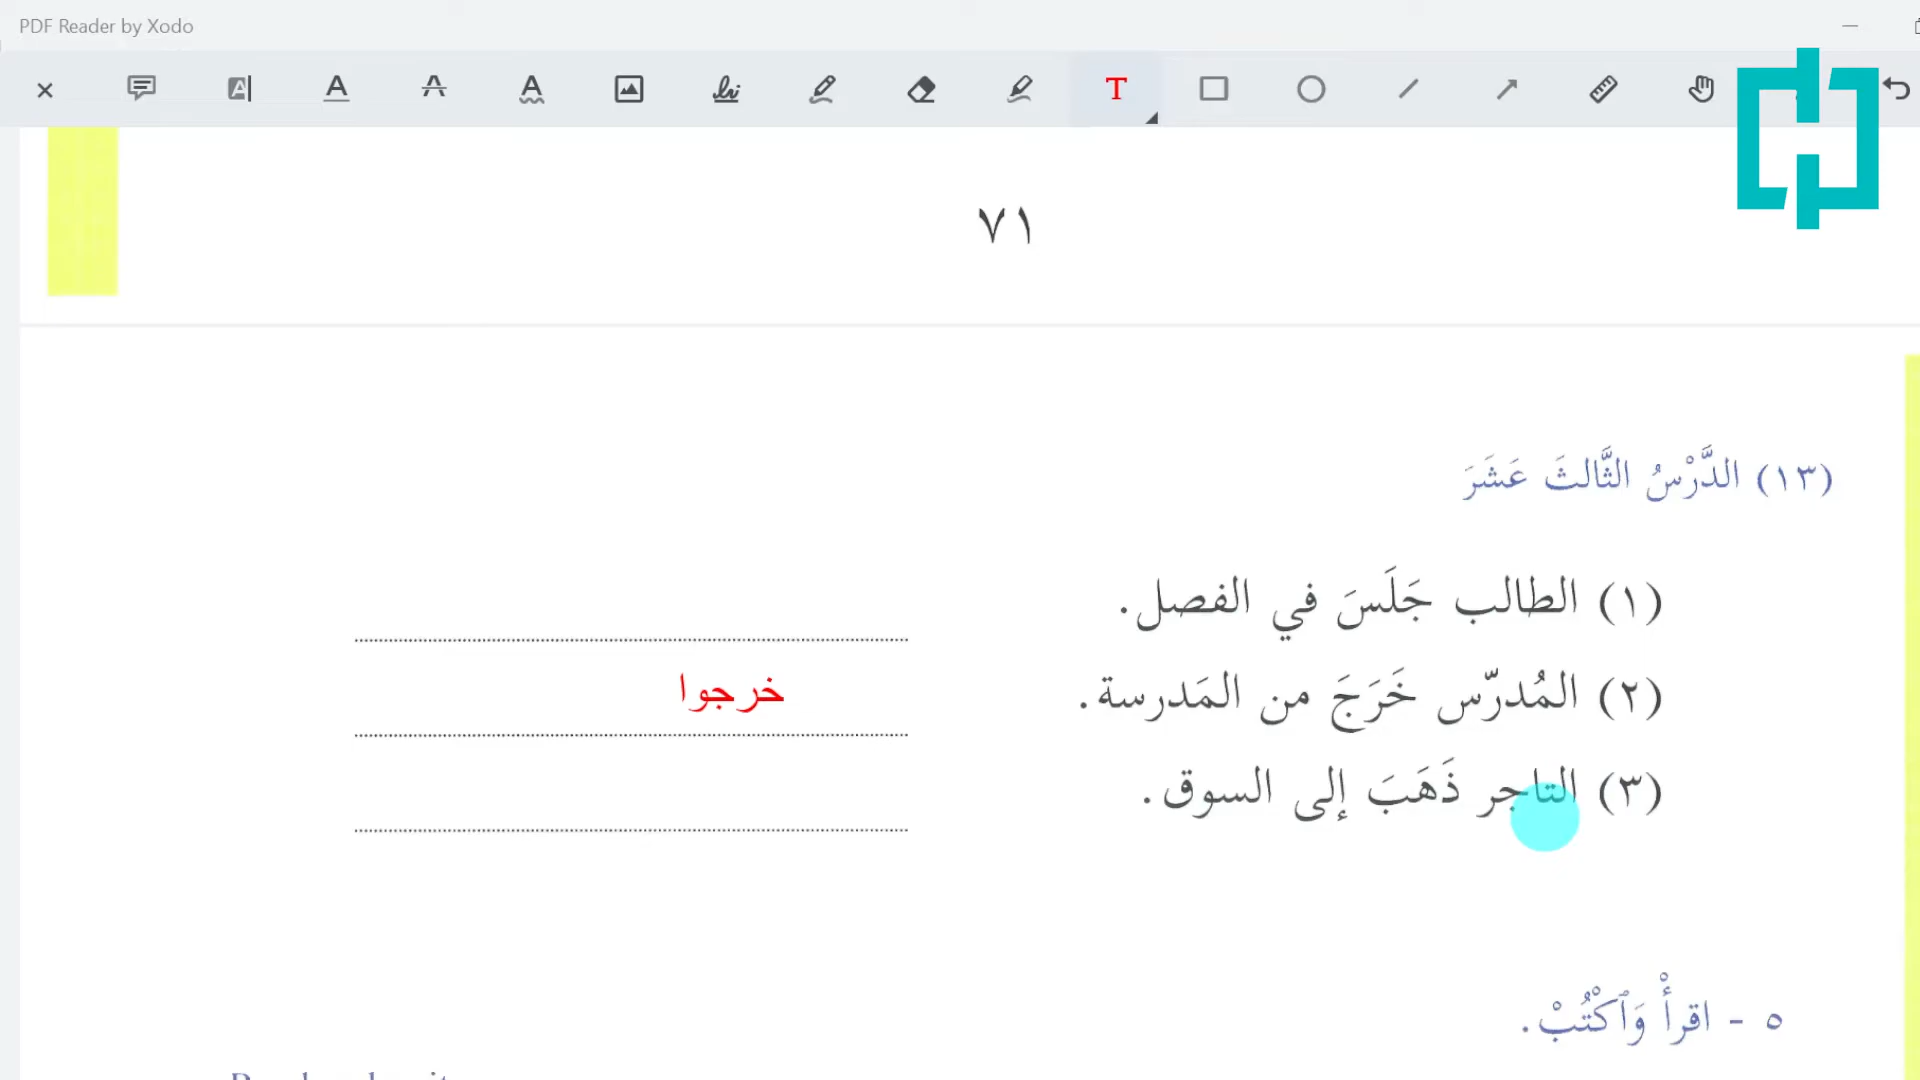 PDF Reader by Xodo
٧١
(١٣) الدَّرْسُ الثَّالثَ عَشَرَ
(١) الطالب جَلَسَ في الفصل.
(٢) المُدرّس خَرَجَ من المَدرسة.
خرجوا
(٣) التاجر ذَهَبَ إلى السوق.
٥ - اقرأْ وَٱكْتُبْ.